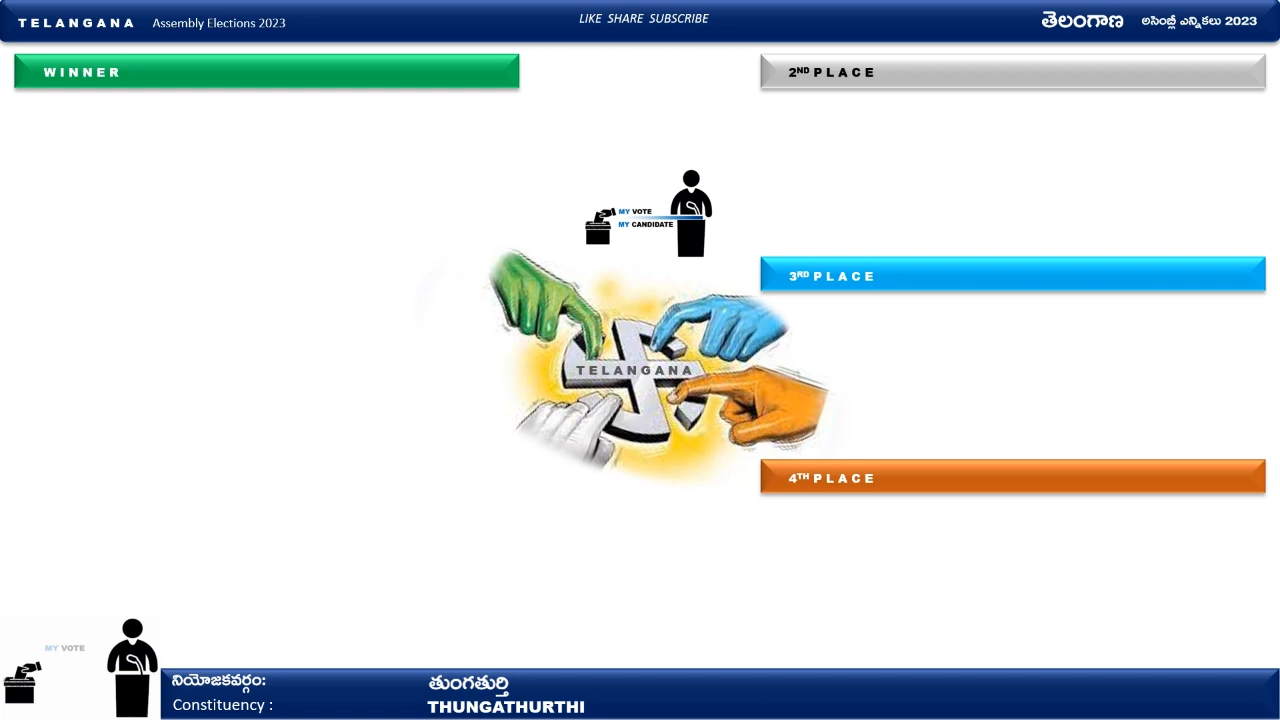 TELANGANA Assembly Elections 2023
LIKE SHARE SUBSCRIBE
తెలంగాణ అసెంబ్లీ ఎన్నికలు 2023
WINNER
2ND PLACE
MY VOTE
MY CANDIDATE
3RD PLACE
TELANGANA
4TH PLACE
MY VOTE
నియోజకవర్గం: తుంగతుర్తి
Constituency : THUNGATHURTHI